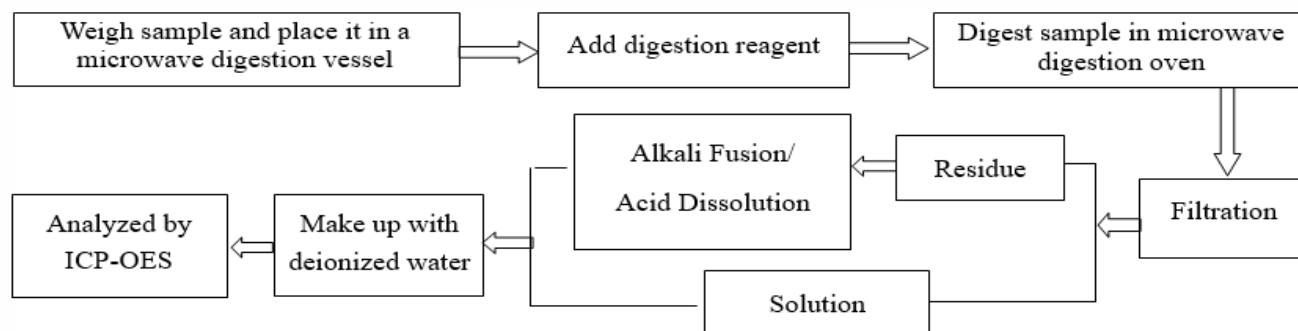 Weigh sample and place it in a
microwave digestion vessel
Add digestion reagent
Digest sample in microwave
digestion oven
Filtration
Residue
Alkali Fusion/
Acid Dissolution
Solution
Make up with
deionized water
Analyzed by
ICP-OES